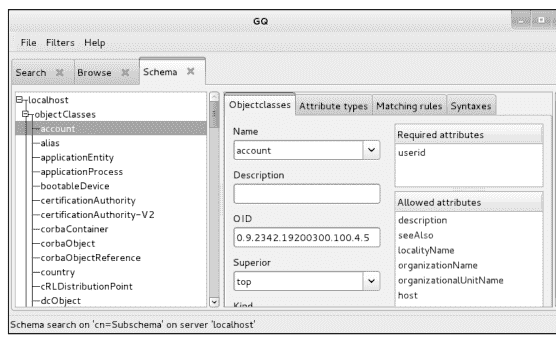 GQ
File Filters Help
Search Browse Schema
localhost
objectClasses
account
alias
applicationEntity
applicationProcess
bootableDevice
certificationAuthority
certificationAuthority-V2
corbaContainer
corbaObject
corbaObjectReference
country
cRLDistributionPoint
dcObject
Objectclasses Attribute types Matching rules Syntaxes
Name
account
Description
OID
0.9.2342.19200300.100.4.5
Superior
top
Kind
Required attributes
userid
Allowed attributes
description
seeAlso
localityName
organizationName
organizationalUnitName
host
Schema search on 'cn=Subschema' on server 'localhost'